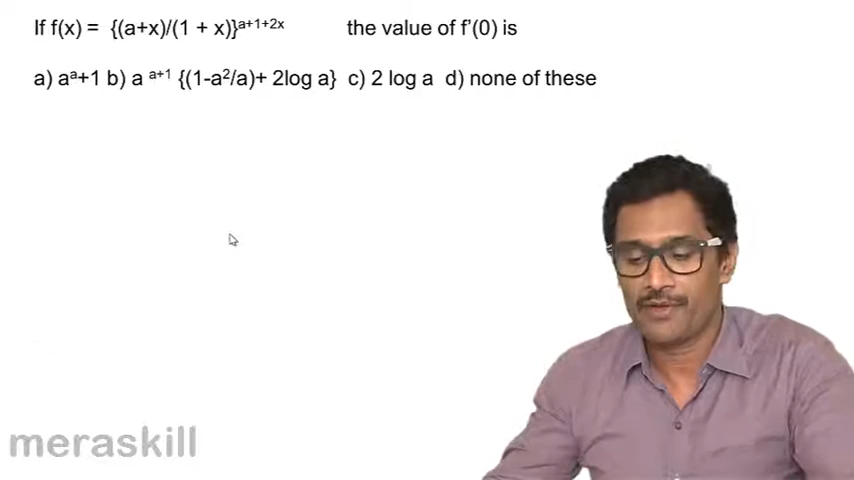 If f(x) = {(a+x)/(1 + x)}ᵃ⁺¹⁺²ˣ the value of f'(0) is
a) aᵃ+1 b) a ᵃ⁺¹ {(1-a²/a)+ 2log a} c) 2 log a d) none of these
meraskill